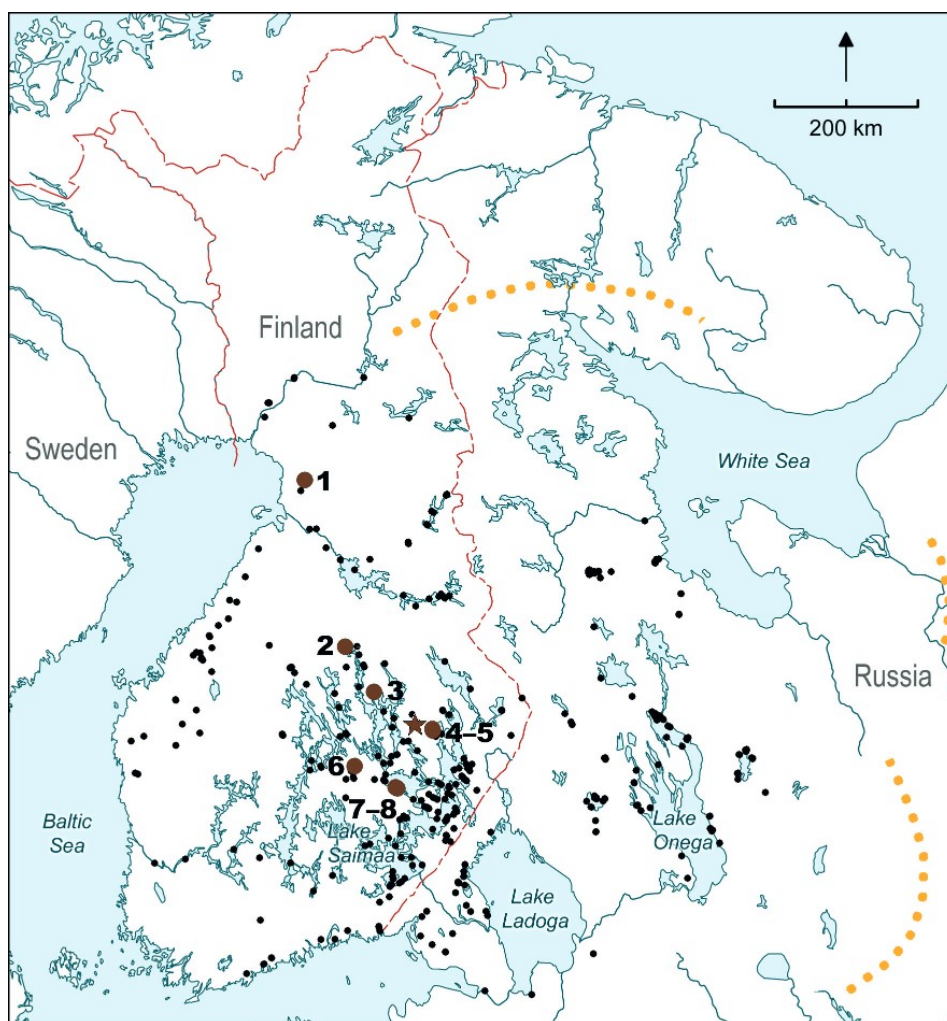 200 km
Finland
Sweden
White Sea
1
2
3
Russia
4–5
6
7–8
Baltic
Sea
Lake
Saimaa
Lake
Onega
Lake
Ladoga